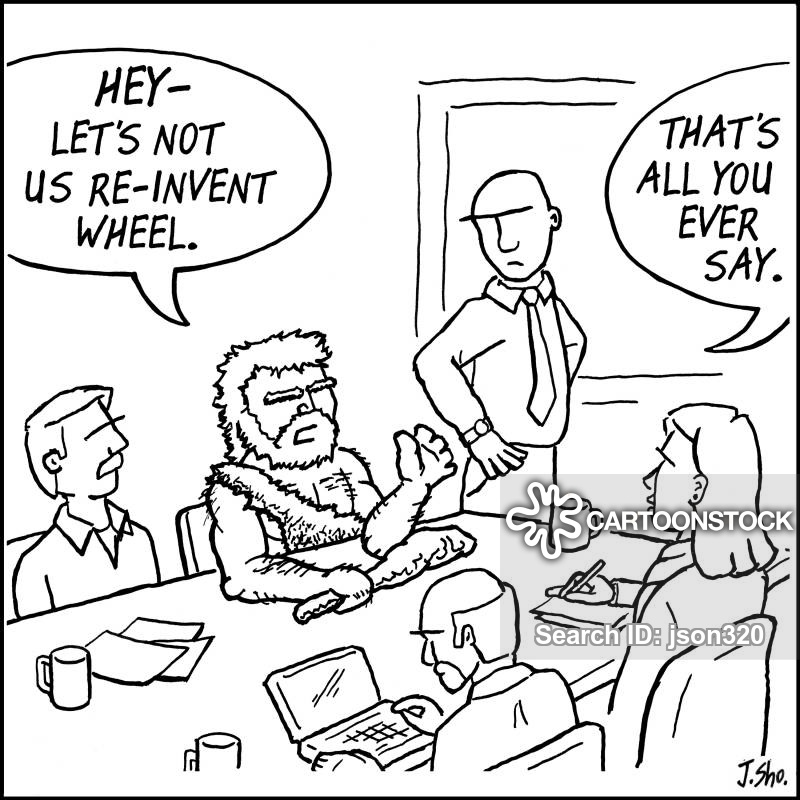 HEY-
LET'S NOT
US RE-INVENT
WHEEL.
THAT'S
ALL YOU
EVER
SAY.
CARTOONSTOCK
Search ID: json320
J.Sho.